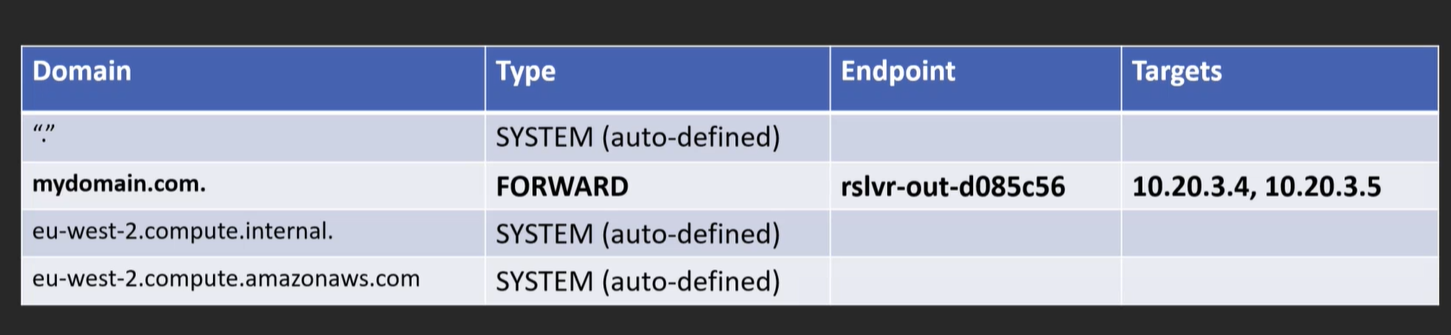 Domain Type Endpoint Targets
“.” SYSTEM (auto-defined)
mydomain.com. FORWARD rslvr-out-d085c56 10.20.3.4, 10.20.3.5
eu-west-2.compute.internal. SYSTEM (auto-defined)
eu-west-2.compute.amazonaws.com SYSTEM (auto-defined)